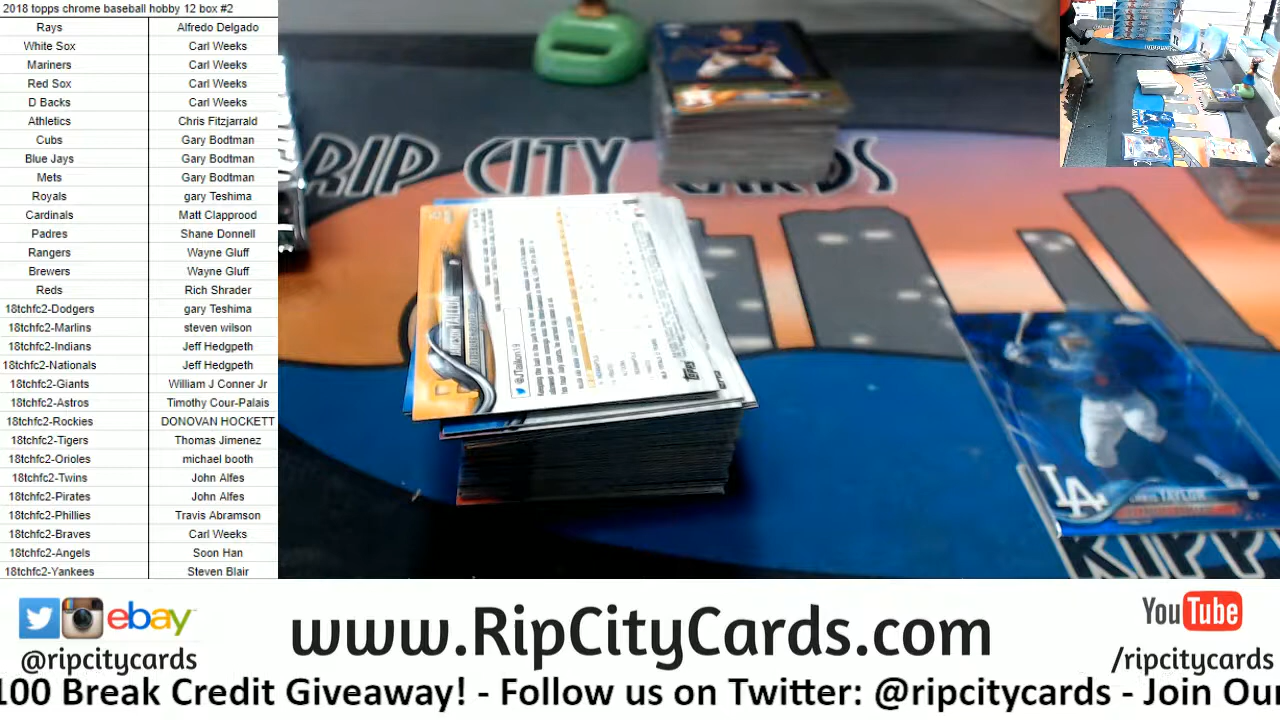 2018 topps chrome baseball hobby 12 box #2
Rays Alfredo Delgado
White Sox Carl Weeks
Mariners Carl Weeks
Red Sox Carl Weeks
D Backs Carl Weeks
Athletics Chris Fitzjarrald
Cubs Gary Bodtman
Blue Jays Gary Bodtman
Mets Gary Bodtman
Royals gary Teshima
Cardinals Matt Clapprood
Padres Shane Donnell
Rangers Wayne Gluff
Brewers Wayne Gluff
Reds Rich Shrader
18tchfc2-Dodgers gary Teshima
18tchfc2-Marlins steven wilson
18tchfc2-Indians Jeff Hedgpeth
18tchfc2-Nationals Jeff Hedgpeth
18tchfc2-Giants William J Conner Jr
18tchfc2-Astros Timothy Cour-Palais
18tchfc2-Rockies DONOVAN HOCKETT
18tchfc2-Tigers Thomas Jimenez
18tchfc2-Orioles michael booth
18tchfc2-Twins John Alfes
18tchfc2-Pirates John Alfes
18tchfc2-Phillies Travis Abramson
18tchfc2-Braves Carl Weeks
18tchfc2-Angels Soon Han
18tchfc2-Yankees Steven Blair
RIP CITY CARDS
JAMESON TAILLON
@JTaillon19
TOPPS
LA
TAYLOR
RIPPY
ebay
@ripcitycards
www.RipCityCards.com
YouTube
/ripcitycards
100 Break Credit Giveaway! - Follow us on Twitter: @ripcitycards - Join Our